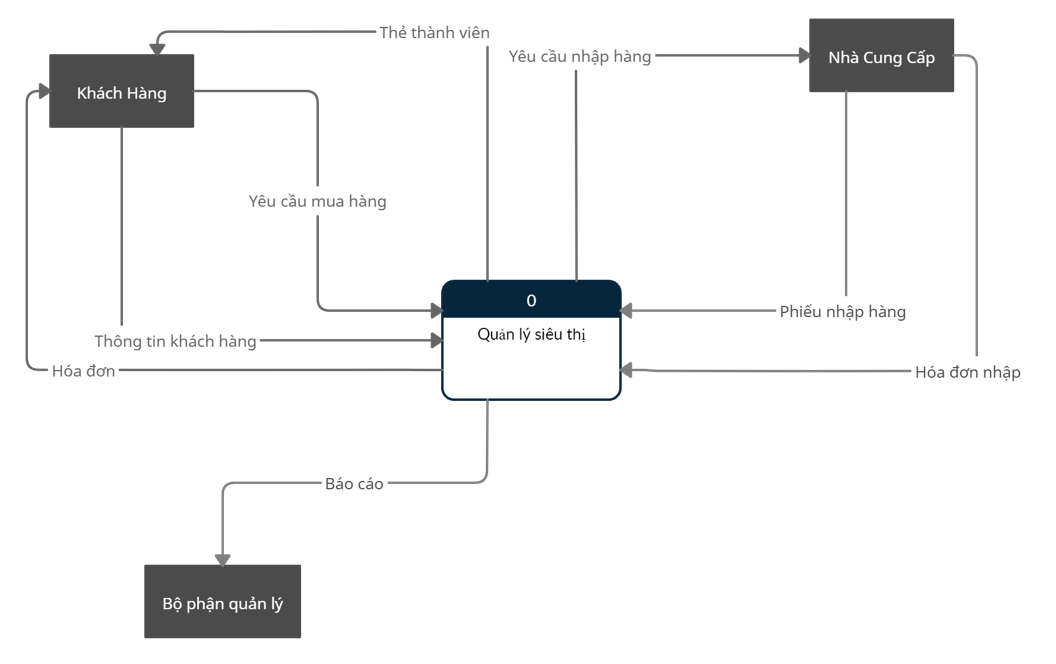 Thẻ thành viên
Yêu cầu nhập hàng
Nhà Cung Cấp
Khách Hàng
Yêu cầu mua hàng
0
Quản lý siêu thị
Phiếu nhập hàng
Thông tin khách hàng
Hóa đơn
Hóa đơn nhập
Báo cáo
Bộ phận quản lý